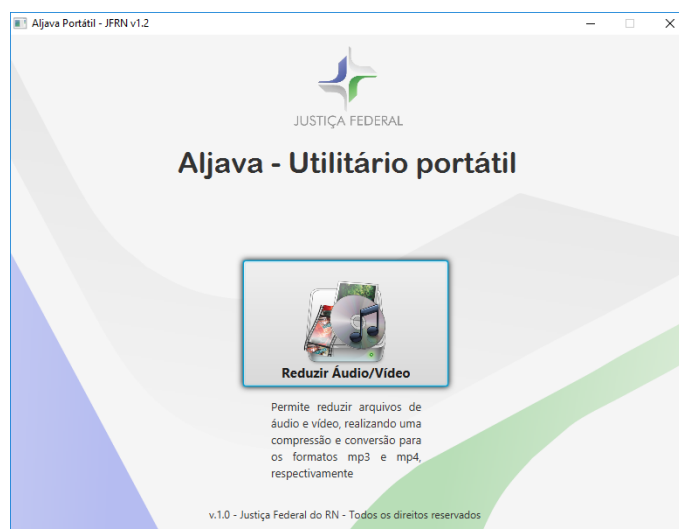 Aljava Portátil - JFRN v1.2
JUSTIÇA FEDERAL
Aljava - Utilitário portátil
Reduzir Áudio/Vídeo
Permite reduzir arquivos de
áudio e vídeo, realizando uma
compressão e conversão para
os formatos mp3 e mp4,
respectivamente
v.1.0 - Justiça Federal do RN - Todos os direitos reservados